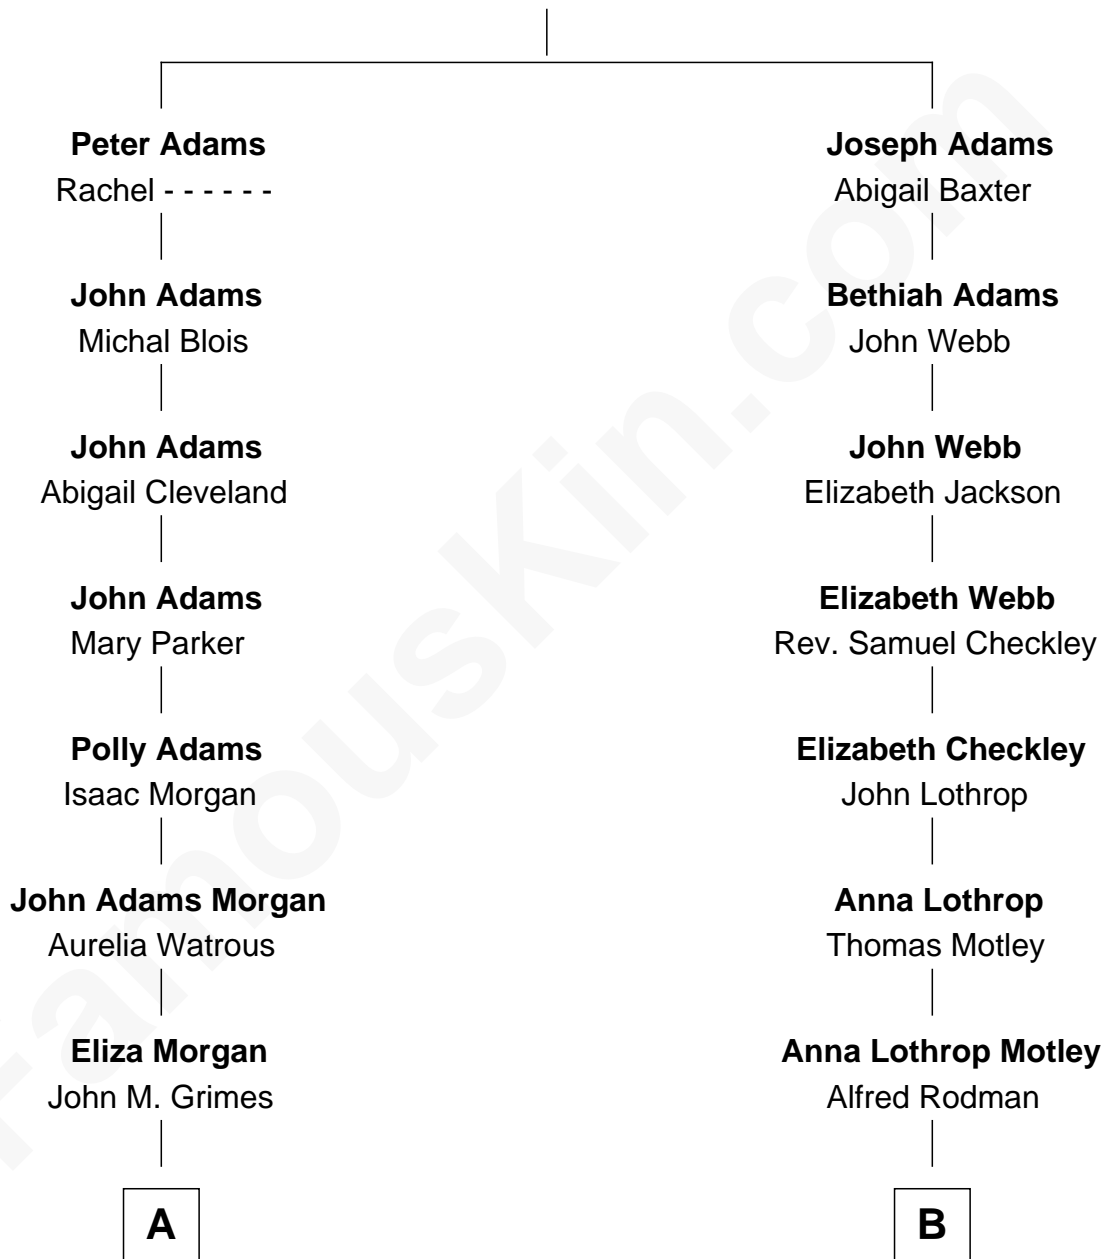 Peter Adams
Rachel - - - - - -
Joseph Adams
Abigail Baxter
John Adams
Michal Blois
Bethiah Adams
John Webb
John Adams
Abigail Cleveland
John Webb
Elizabeth Jackson
John Adams
Mary Parker
Elizabeth Webb
Rev. Samuel Checkley
Polly Adams
Isaac Morgan
Elizabeth Checkley
John Lothrop
John Adams Morgan
Aurelia Watrous
Anna Lothrop
Thomas Motley
Eliza Morgan
John M. Grimes
Anna Lothrop Motley
Alfred Rodman
A
B
FamousKin.com